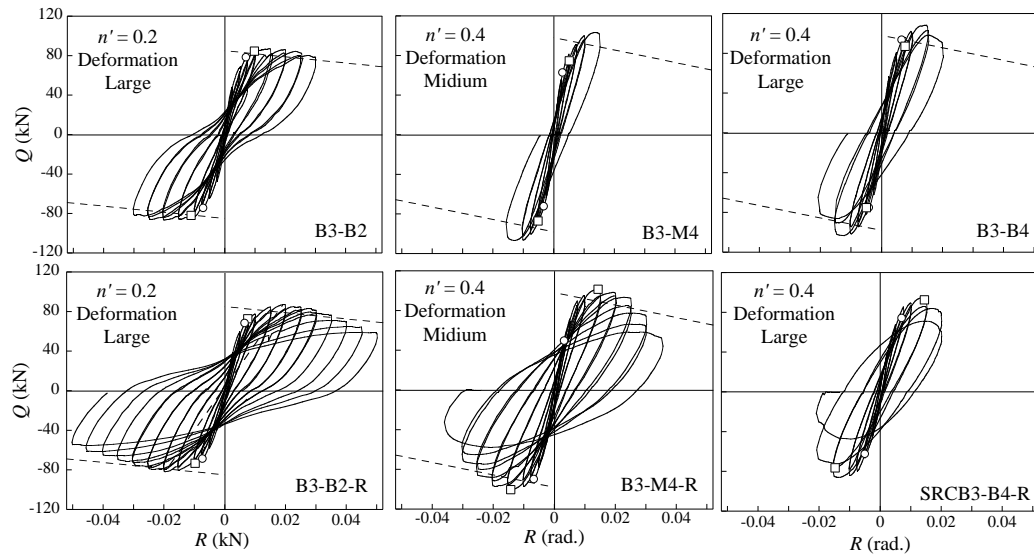 120
80
40
0
-40
-80
120
Q (kN)
n' = 0.2
Deformation
Large
B3-B2
n' = 0.4
Deformation
Midium
B3-M4
n' = 0.4
Deformation
Large
B3-B4
120
80
40
0
-40
-80
-120
Q (kN)
n' = 0.2
Deformation
Large
B3-B2-R
n' = 0.4
Deformation
Midium
B3-M4-R
n' = 0.4
Deformation
Large
SRCB3-B4-R
-0.04 -0.02 0 0.02 0.04
R (kN)
-0.04 -0.02 0 0.02 0.04
R (rad.)
-0.04 -0.02 0 0.02 0.04
R (rad.)